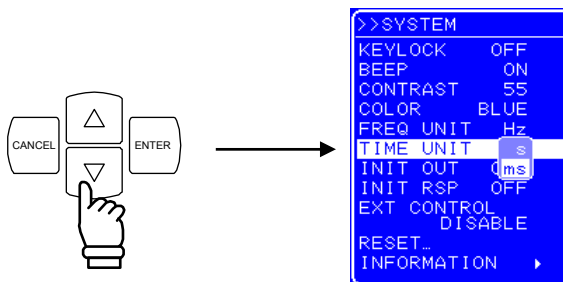 CANCEL
ENTER
>>SYSTEM
KEYLOCK OFF
BEEP ON
CONTRAST 55
COLOR BLUE
FREQ UNIT Hz
TIME UNIT s
INIT OUT ms
INIT RSP OFF
EXT CONTROL
DISABLE
RESET…
INFORMATION